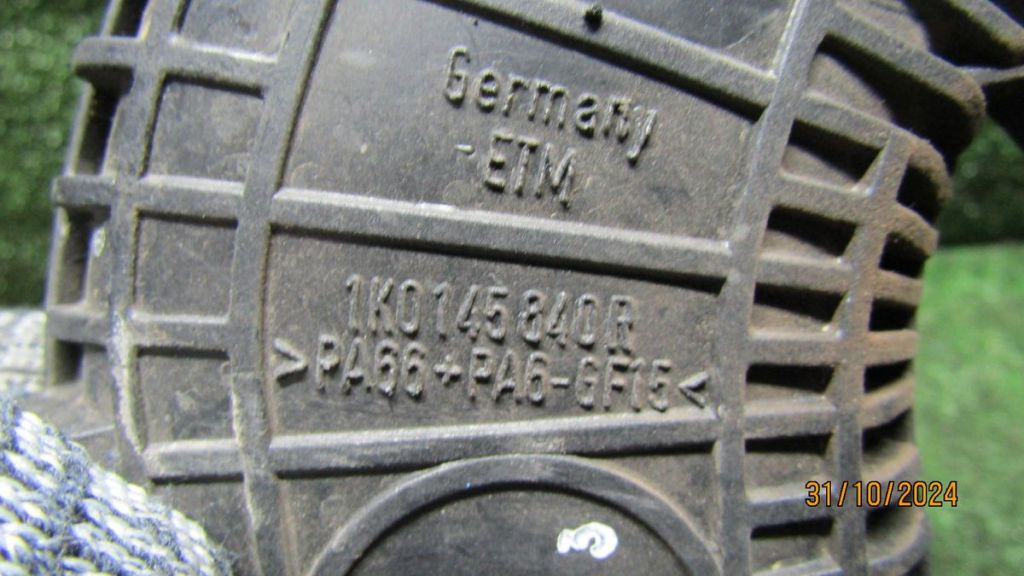 Germany
-ETM
1K0 145 840 R
>PA66+PA6-GF15<
31/10/2024